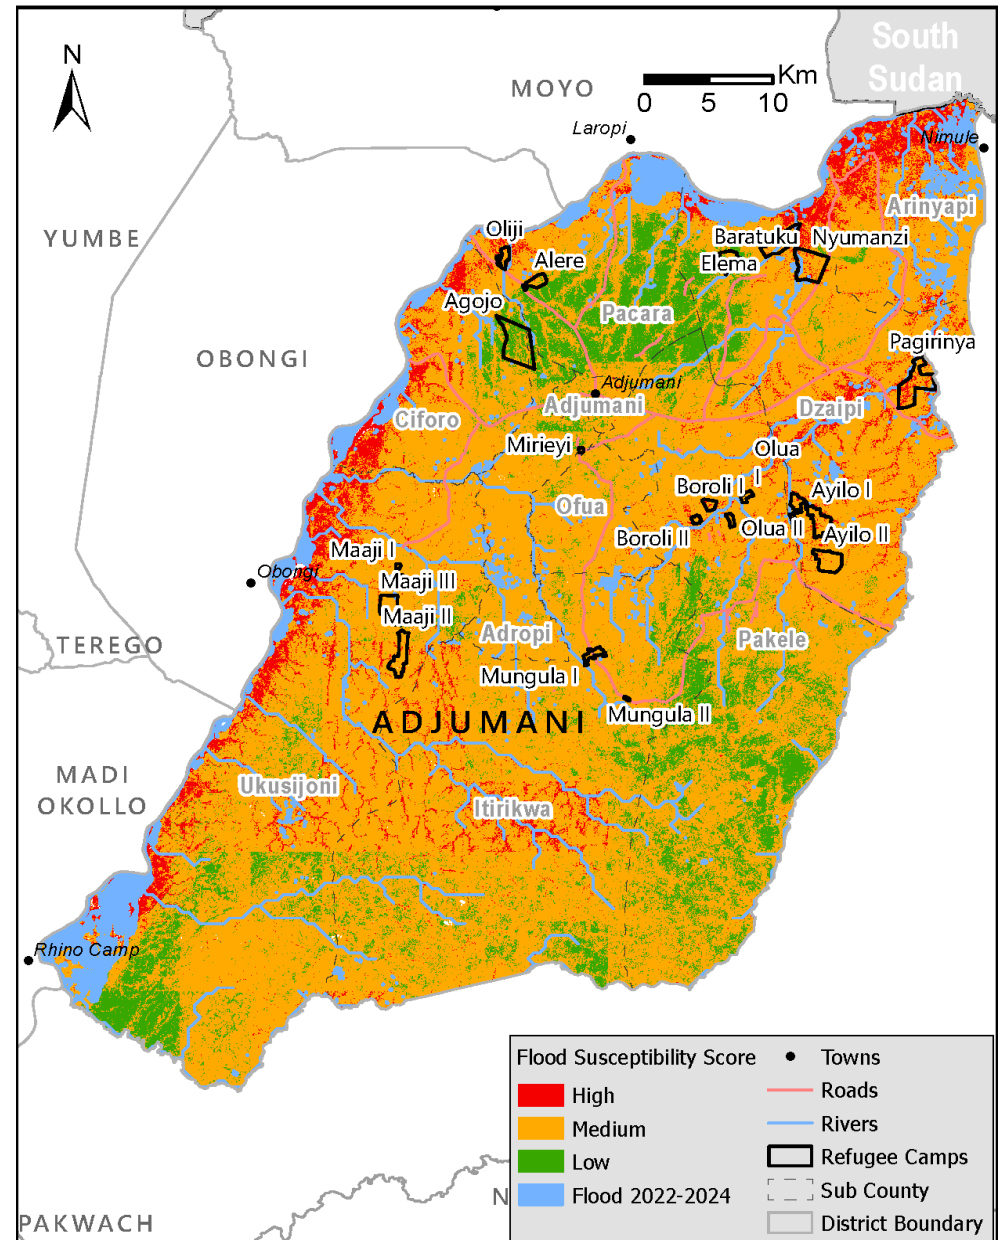 South
Sudan
N
Km
0 5 10
MOYO
Laropi
Nimule
Arinyapi
YUMBE
Oliji
Baratuku
Nyumanzi
Alere
Elema
Agojo
Pacara
OBONGI
Pagirinya
Adjumani
Adjumani
Ciforo
Dzaipi
Mirieyi
Olua
I
Boroli I
Ayilo I
Ofua
Olua II
Boroli II
Ayilo II
Maaji I
Obongi
Maaji III
Maaji II
TEREGO
Adropi
Pakele
Mungula I
Mungula II
ADJUMANI
MADI
OKOLLO
Ukusijoni
Itirikwa
Rhino Camp
Flood Susceptibility Score
High
Medium
Low
Flood 2022-2024
Towns
Roads
Rivers
Refugee Camps
Sub County
District Boundary
N
PAKWACH